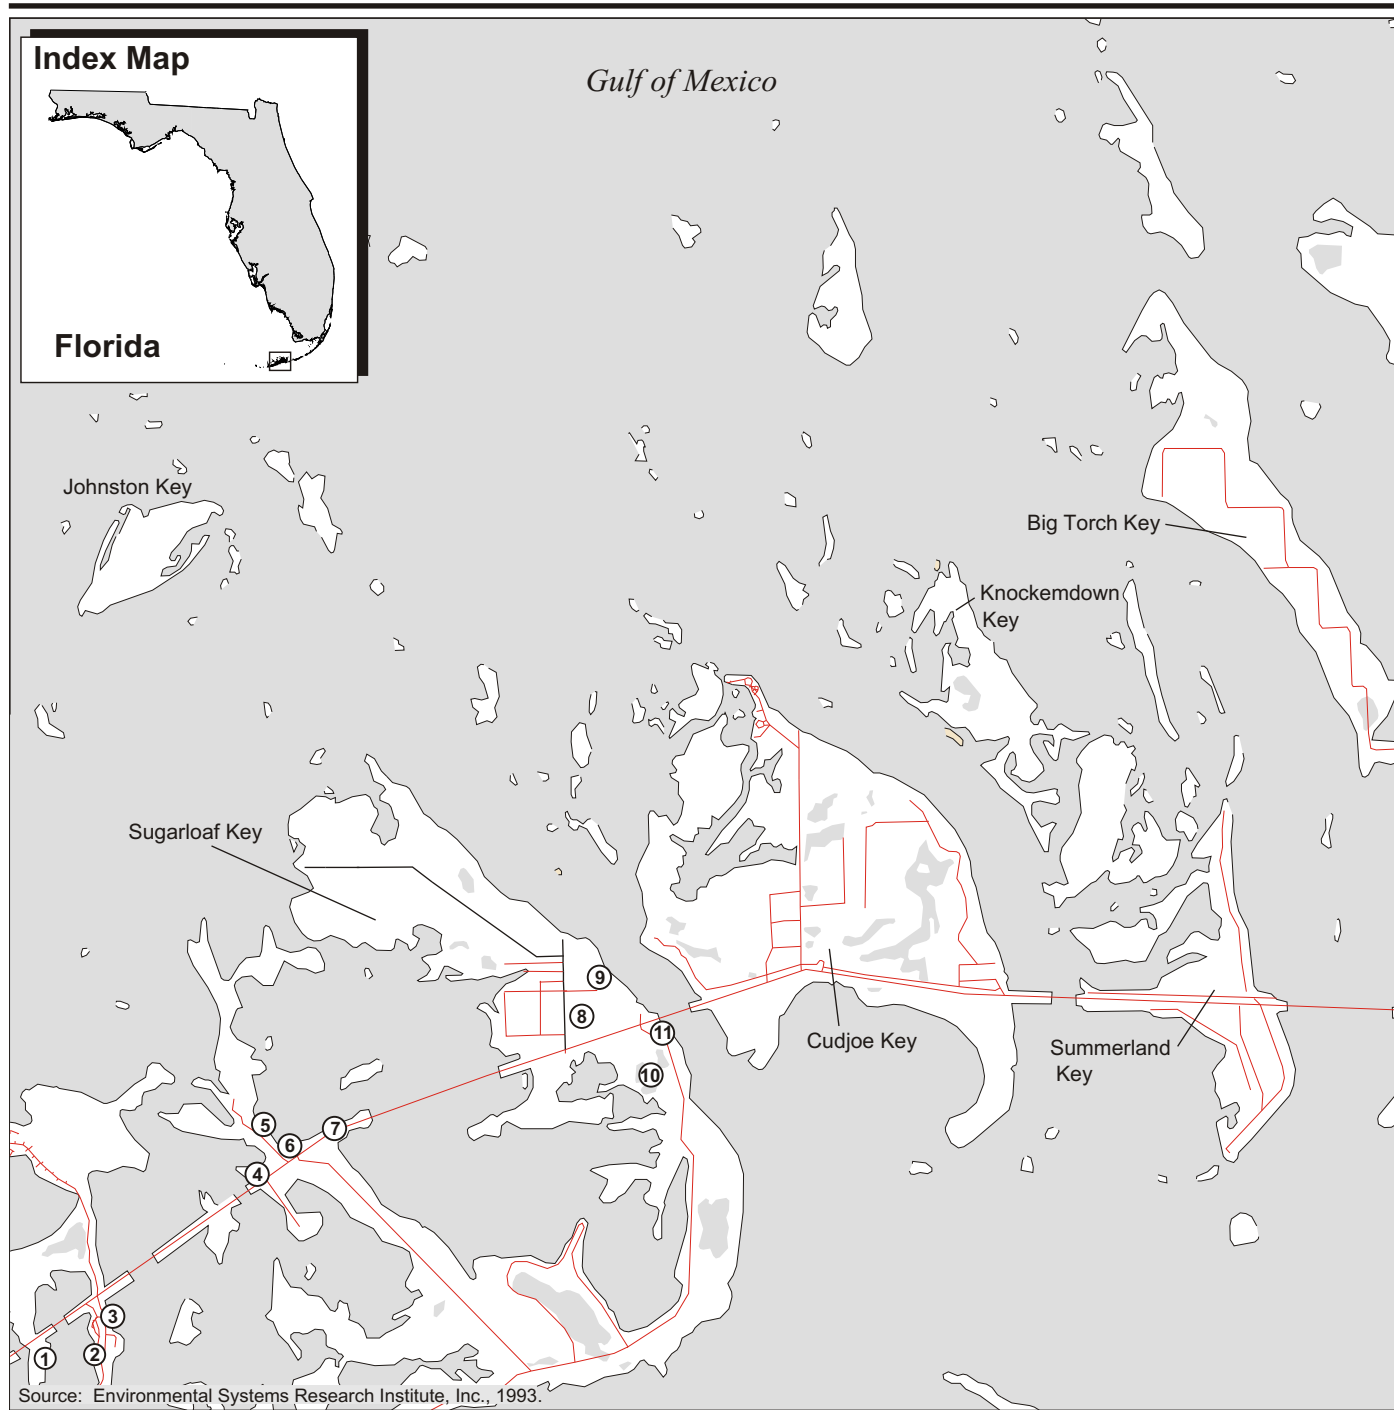 Index Map
Florida
Gulf of Mexico
Johnston Key
Big Torch Key
Knockemdown
Key
Sugarloaf Key
Cudjoe Key
Summerland
Key
9
8
11
10
5
7
6
4
3
2
1
Source: Environmental Systems Research Institute, Inc., 1993.